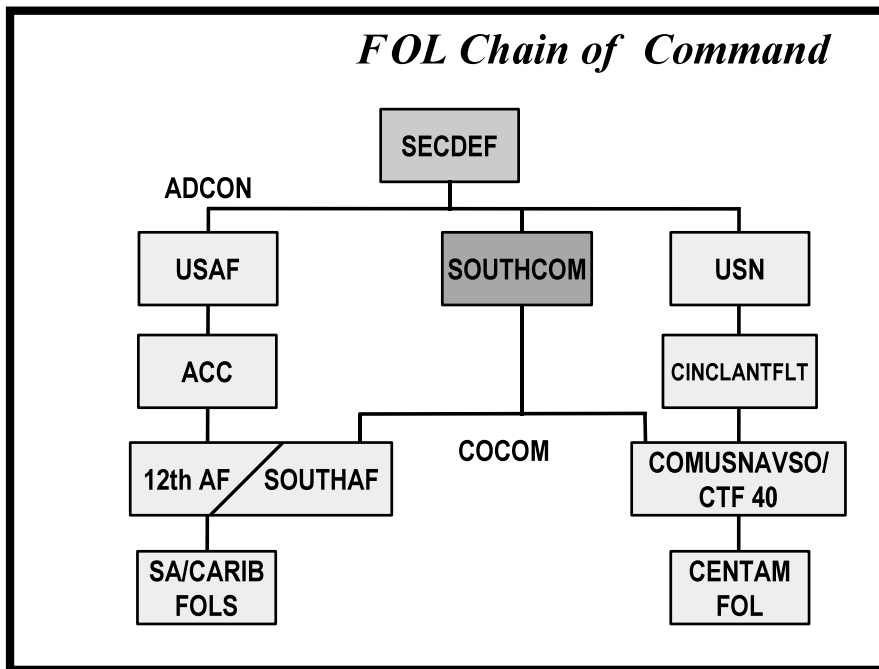 FOL Chain of Command
SECDEF
ADCON
USAF
SOUTHCOM
USN
ACC
CINCLANTFLT
12th AF
SOUTHAF
COCOM
COMUSNAVSO/
CTF 40
SA/CARIB
FOLS
CENTAM
FOL